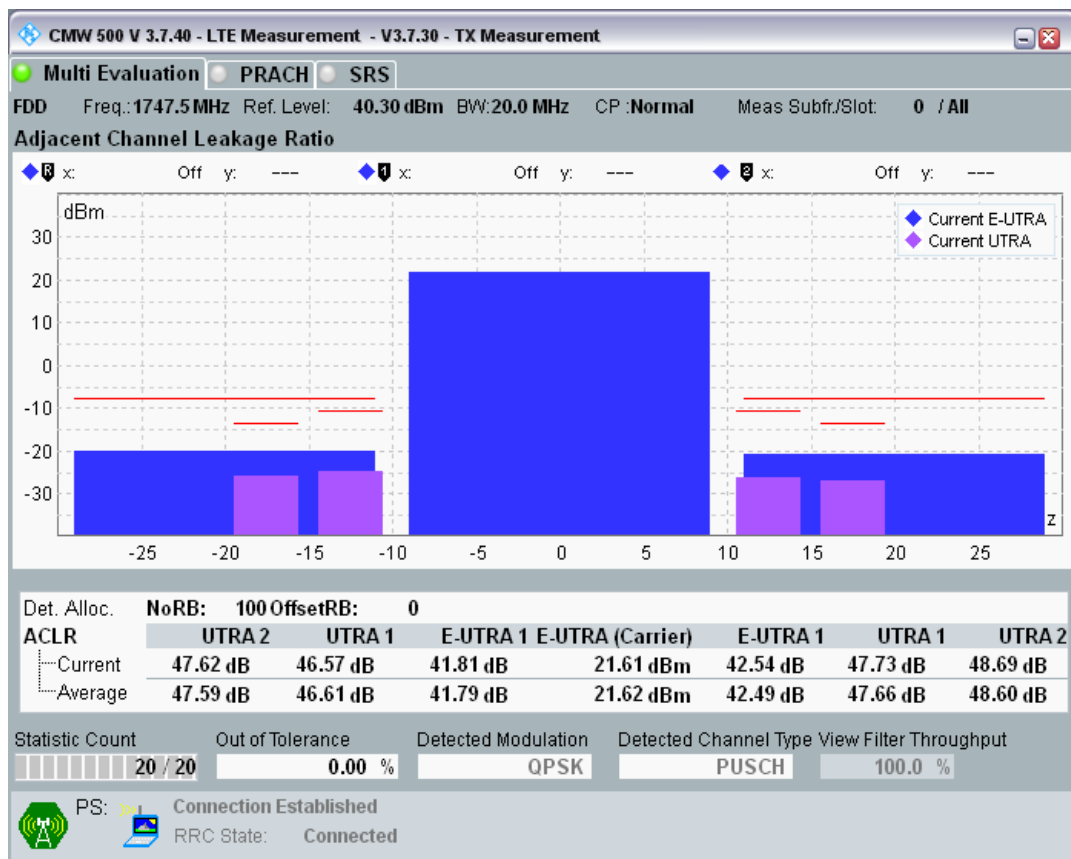 CMW 500 V 3.7.40 - LTE Measurement - V3.7.30 - TX Measurement
Multi Evaluation PRACH SRS
FDD Freq.:1747.5 MHz Ref. Level: 40.30 dBm BW:20.0 MHz CP :Normal Meas Subfr./Slot: 0 / All
Adjacent Channel Leakage Ratio
R x: Off y: --- 1 x: Off y: --- 2 x: Off y: ---
dBm
Current E-UTRA
Current UTRA
30
20
10
0
-10
-20
-30
z
-25 -20 -15 -10 -5 0 5 10 15 20 25
Det. Alloc. NoRB: 100 OffsetRB: 0
ACLR UTRA 2 UTRA 1 E-UTRA 1 E-UTRA (Carrier) E-UTRA 1 UTRA 1 UTRA 2
Current 47.62 dB 46.57 dB 41.81 dB 21.61 dBm 42.54 dB 47.73 dB 48.69 dB
Average 47.59 dB 46.61 dB 41.79 dB 21.62 dBm 42.49 dB 47.66 dB 48.60 dB
Statistic Count Out of Tolerance Detected Modulation Detected Channel Type View Filter Throughput
20 / 20 0.00 % QPSK PUSCH 100.0 %
PS: Connection Established
RRC State: Connected